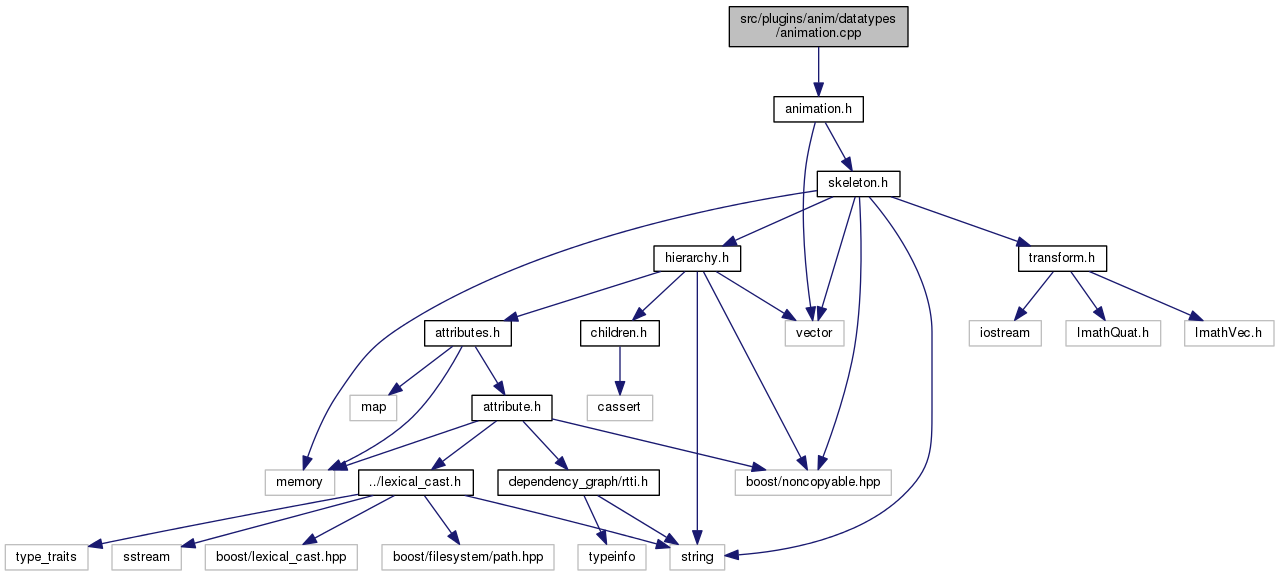 src/plugins/anim/datatypes
/animation.cpp
animation.h
skeleton.h
hierarchy.h
transform.h
attributes.h
children.h
vector
iostream
ImathQuat.h
ImathVec.h
map
attribute.h
cassert
memory
../lexical_cast.h
dependency_graph/rtti.h
boost/noncopyable.hpp
type_traits
sstream
boost/lexical_cast.hpp
boost/filesystem/path.hpp
typeinfo
string